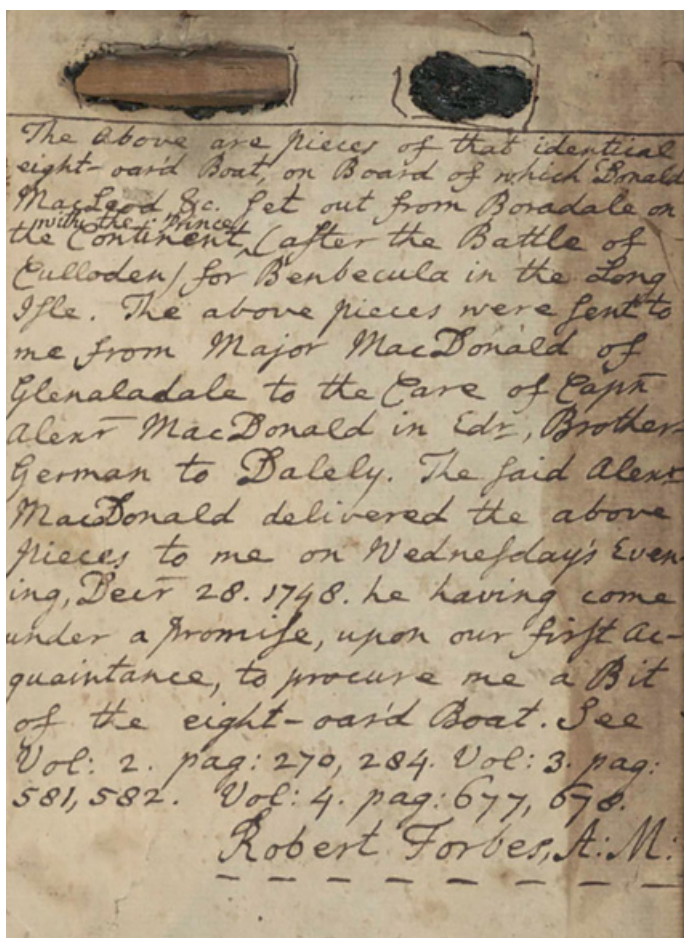 The above are pieces of that identical
eight-oar'd Boat, on Board of which Donald
MacLeod &c. ſet out from Boradale on
with the Prince
the Continent, (after the Battle of
Culloden) for Benbecula in the Long
Iſle. The above pieces were ſent to
me from Major MacDonald of
Glenaladale to the Care of Capn
Alexr MacDonald in Edr, Brother-
German to Dalely. The ſaid Alexr
MacDonald delivered the above
pieces to me on Wedneſday's Even-
ing, Decr 28. 1748. he having come
under a promiſe, upon our firſt Ac-
quaintance, to procure me a Bit
of the eight-oar'd Boat. See
Vol: 2. pag: 270, 284. Vol: 3. pag:
581, 582. Vol: 4. pag: 677, 678.
Robert Forbes, A: M: